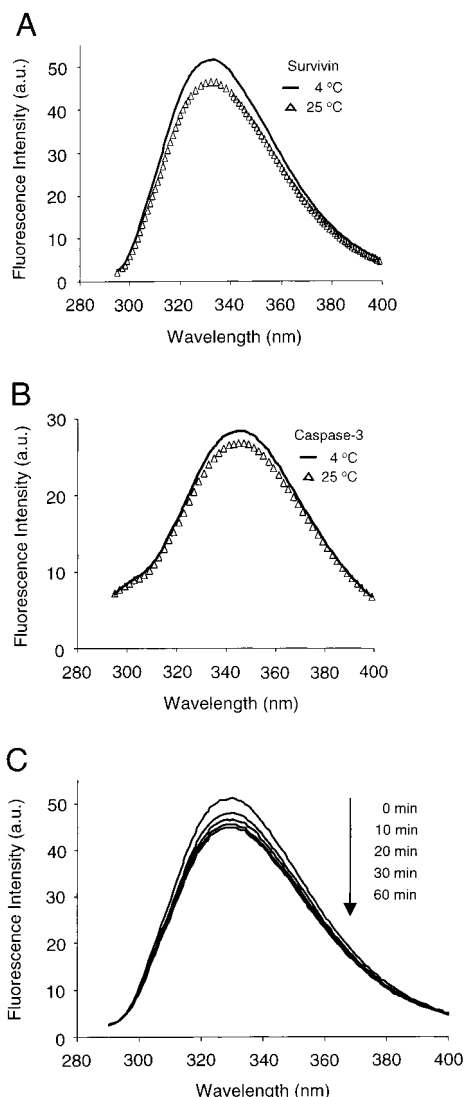 A
Fluorescence Intensity (a.u.)
50
40
30
20
10
0
Survivin
4 °C
25 °C
280 300 320 340 360 380 400
Wavelength (nm)
B
Fluorescence Intensity (a.u.)
30
20
10
0
Caspase-3
4 °C
25 °C
280 300 320 340 360 380 400
Wavelength (nm)
C
Fluorescence Intensity (a.u.)
50
40
30
20
10
0
0 min
10 min
20 min
30 min
60 min
280 300 320 340 360 380 400
Wavelength (nm)